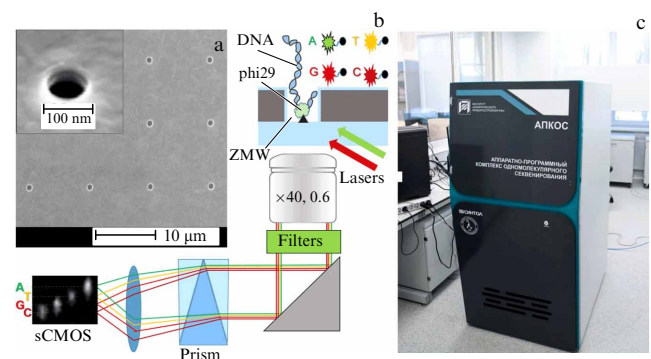 a
100 nm
10 µm
b
DNA
phi29
ZMW
A
T
G
C
Lasers
×40, 0.6
Filters
A
T
G
C
sCMOS
Prism
c
АПКОС
АППАРАТНО-ПРОГРАММНЫЙ
КОМПЛЕКС ОДНОМОЛЕКУЛЯРНОГО
СЕКВЕНИРОВАНИЯ